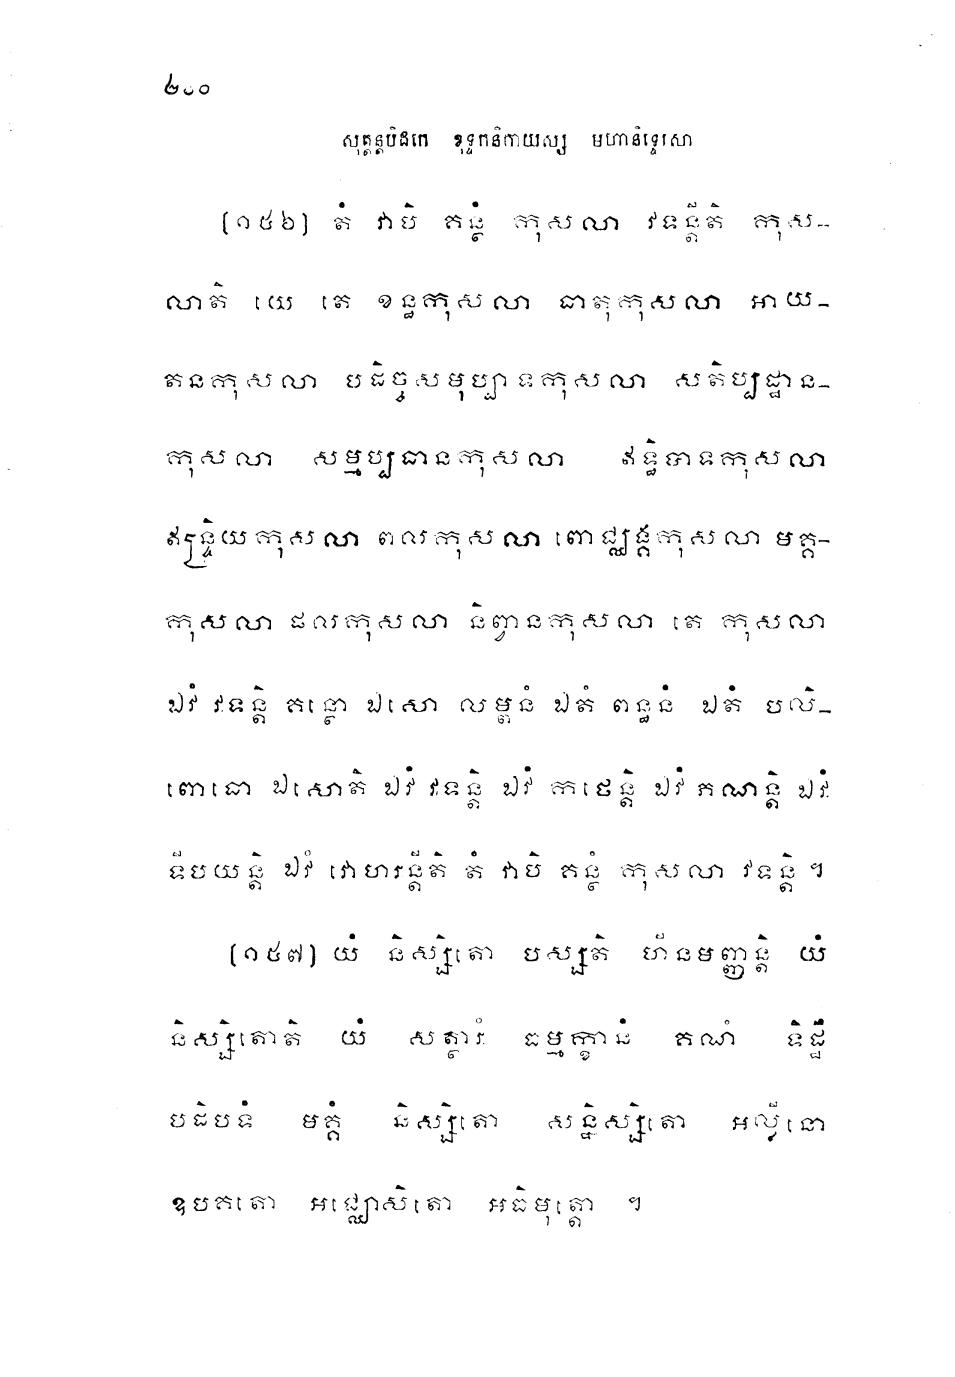 ២៤០
សុត្តន្តបិដកេ ខុទ្ទកនិកាយស្ស មហានិទ្ទេសោ
[១៥៦] តំ វាបិ គន្ថំ កុសលា វទន្តីតិ កុស-
លាតិ យេ តេ ខន្ធកុសលា ធាតុកុសលា អាយ-
តនកុសលា បដិច្ចសមុប្បាទកុសលា សតិប្បដ្ឋាន-
កុសលា សម្មប្បធានកុសលា ឥទ្ធិបាទកុសលា
ឥន្ទ្រិយកុសលា ពលកុសលា ពោជ្ឈង្គកុសលា មគ្គ-
កុសលា ផលកុសលា និព្វានកុសលា តេ កុសលា
ឯវំ វទន្តិ គន្ថោ ឯសោ លម្ពនំ ឯតំ ពន្ធនំ ឯតំ បលិ-
ពោធោ ឯសោតិ ឯវំ វទន្តិ ឯវំ កថេន្តិ ឯវំ ភណន្តិ ឯវំ
ទីបយន្តិ ឯវំ វោហរន្តីតិ តំ វាបិ គន្ថំ កុសលា វទន្តិ ។
[១៥៧] យំ និស្សិតោ បស្សតិ ហីនមញ្ញន្តិ យំ
និស្សិតោតិ យំ សត្ថារំ ធម្មក្ខានំ គណំ ទិដ្ឋឹ
បដិបទំ មគ្គំ និស្សិតោ សន្និស្សិតោ អល្លីនោ
ឧបគតោ អជ្ឈោសិតោ អធិមុត្តោ ។